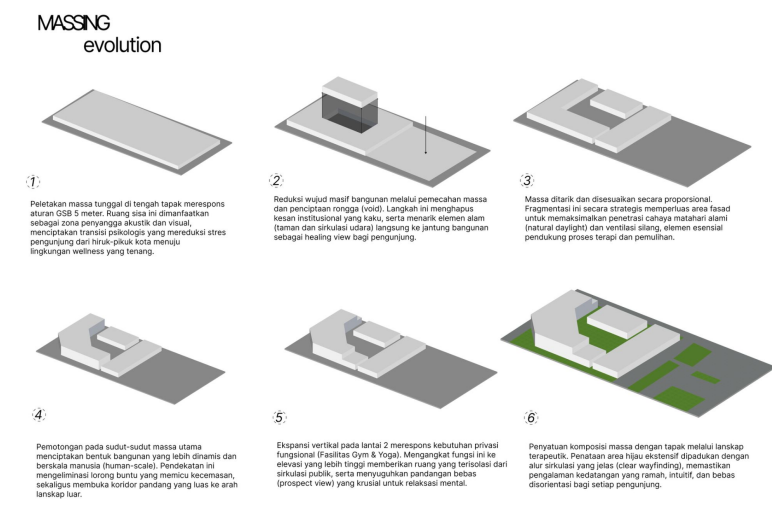 MASSING
evolution
1
Peletakan massa tunggal di tengah tapak merespons
aturan GSB 5 meter. Ruang sisa ini dimanfaatkan
sebagai zona penyangga akustik dan visual,
menciptakan transisi psikologis yang mereduksi stres
pengunjung dari hiruk-pikuk kota menuju
lingkungan wellness yang tenang.
2
Reduksi wujud masif bangunan melalui pemecahan massa
dan penciptaan rongga (void). Langkah ini menghapus
kesan institusional yang kaku, serta menarik elemen alam
(taman dan sirkulasi udara) langsung ke jantung bangunan
sebagai healing view bagi pengunjung.
3
Massa ditarik dan disesuaikan secara proporsional.
Fragmentasi ini secara strategis memperluas area fasad
untuk memaksimalkan penetrasi cahaya matahari alami
(natural daylight) dan ventilasi silang, elemen esensial
pendukung proses terapi dan pemulihan.
4
Pemotongan pada sudut-sudut massa utama
menciptakan bentuk bangunan yang lebih dinamis dan
berskala manusia (human-scale). Pendekatan ini
mengeliminasi lorong buntu yang memicu kecemasan,
sekaligus membuka koridor pandang yang luas ke arah
lanskap luar.
5
Ekspansi vertikal pada lantai 2 merespons kebutuhan privasi
fungsional (Fasilitas Gym & Yoga). Mengangkat fungsi ini ke
elevasi yang lebih tinggi memberikan ruang yang terisolasi dari
sirkulasi publik, serta menyuguhkan pandangan bebas
(prospect view) yang krusial untuk relaksasi mental.
6
Penyatuan komposisi massa dengan tapak melalui lanskap
terapeutik. Penataan area hijau ekstensif dipadukan dengan
alur sirkulasi yang jelas (clear wayfinding), memastikan
pengalaman kedatangan yang ramah, intuitif, dan bebas
disorientasi bagi setiap pengunjung.